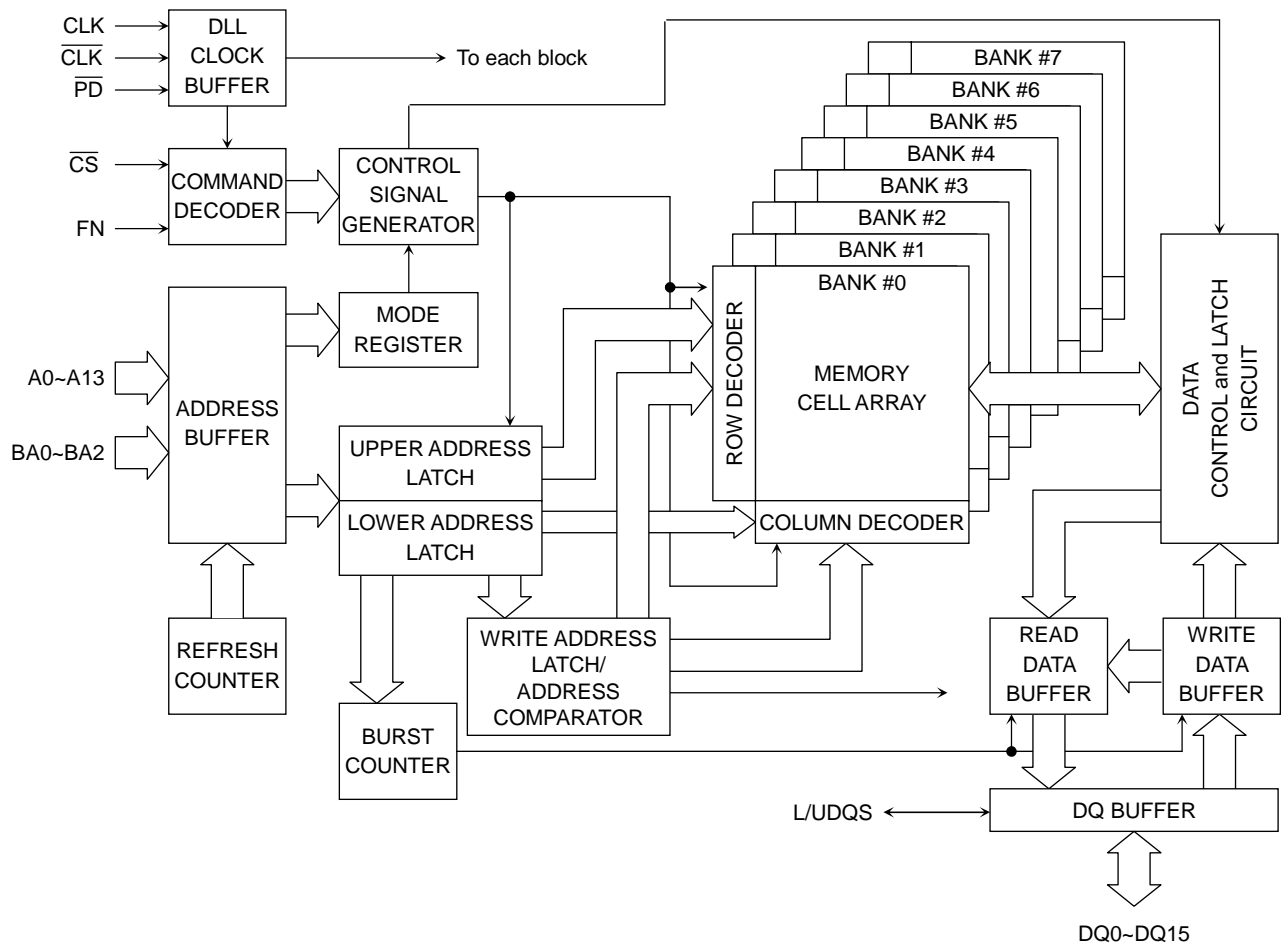 CLK
CLK
PD
DLL
CLOCK
BUFFER
To each block
CS
FN
COMMAND
DECODER
CONTROL
SIGNAL
GENERATOR
MODE
REGISTER
A0~A13
BA0~BA2
ADDRESS
BUFFER
UPPER ADDRESS
LATCH
LOWER ADDRESS
LATCH
REFRESH
COUNTER
WRITE ADDRESS
LATCH/
ADDRESS
COMPARATOR
BURST
COUNTER
BANK #7
BANK #6
BANK #5
BANK #4
BANK #3
BANK #2
BANK #1
BANK #0
ROW DECODER
MEMORY
CELL ARRAY
COLUMN DECODER
DATA
CONTROL and LATCH
CIRCUIT
READ
DATA
BUFFER
WRITE
DATA
BUFFER
L/UDQS
DQ BUFFER
DQ0~DQ15